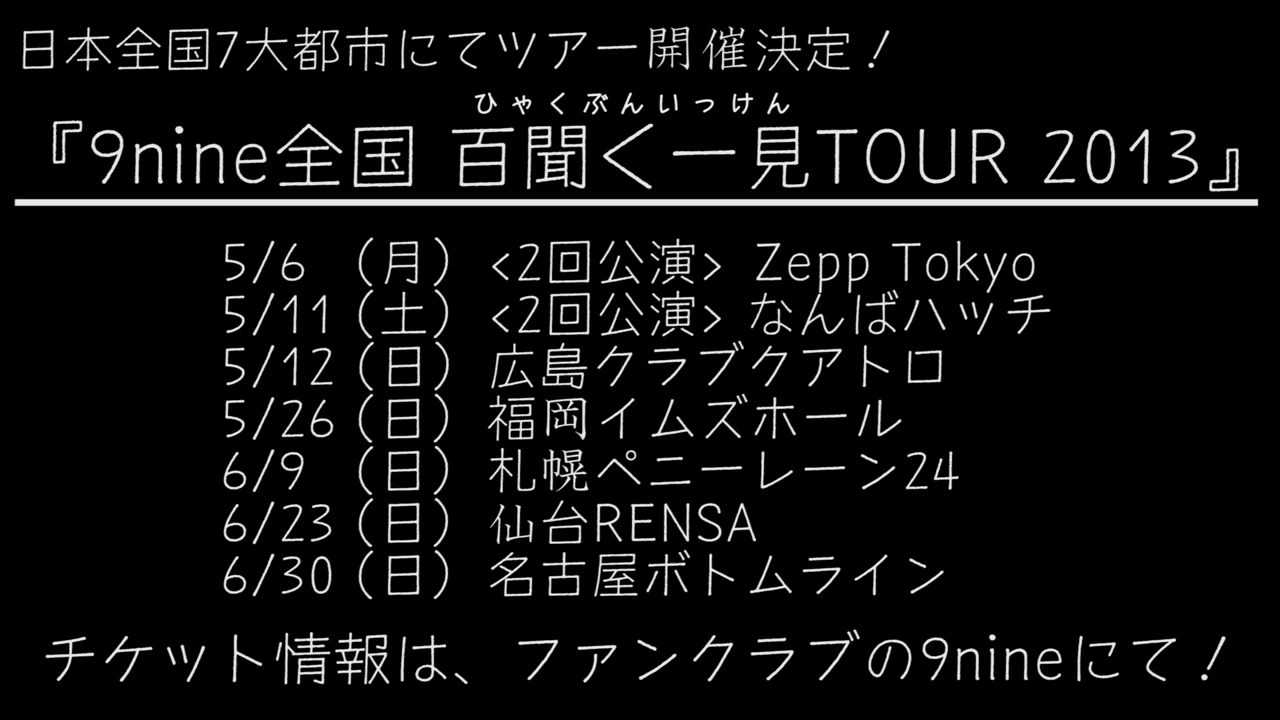 日本全国7大都市にてツアー開催決定！
ひゃくぶんいっけん
『9nine全国 百聞く一見TOUR 2013』
5/6 （月） <2回公演> Zepp Tokyo
5/11（土） <2回公演> なんばハッチ
5/12（日） 広島クラブクアトロ
5/26（日） 福岡イムズホール
6/9 （日） 札幌ペニーレーン24
6/23（日） 仙台RENSA
6/30（日） 名古屋ボトムライン
チケット情報は、ファンクラブの9nineにて！